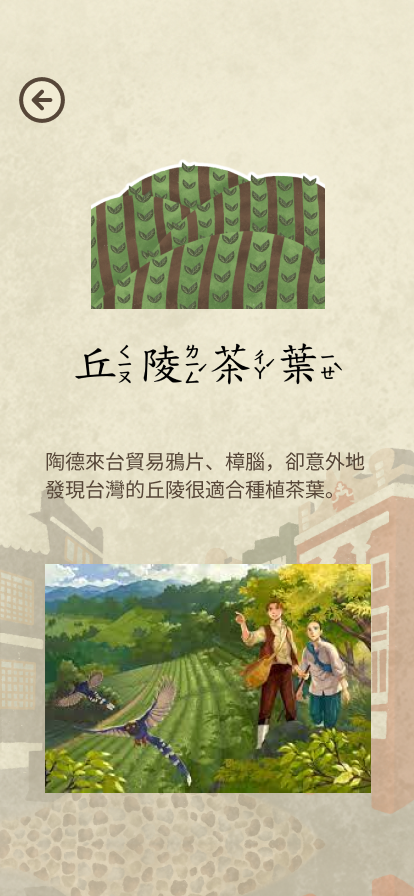 丘ㄑㄧㄡ陵ㄌㄧㄥˊ茶ㄔㄚˊ葉ㄧㄝˋ
陶德來台貿易鴉片、樟腦，卻意外地
發現台灣的丘陵很適合種植茶葉。